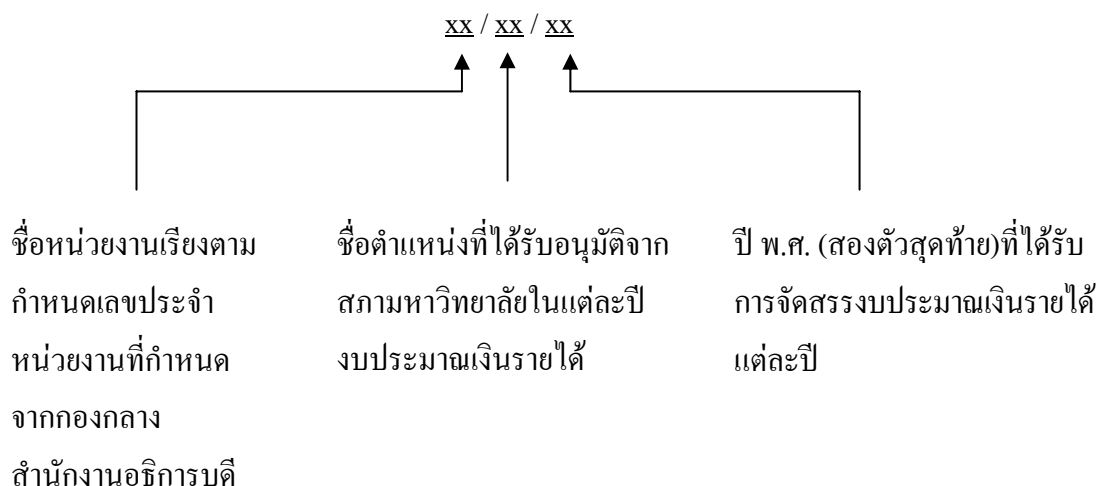 xx / xx / xx
ชื่อหน่วยงานเรียงตาม
กำหนดเลขประจำ
หน่วยงานที่กำหนด
จากกองกลาง
สำนักงานอธิการบดี
ชื่อตำแหน่งที่ได้รับอนุมัติจาก
สภามหาวิทยาลัยในแต่ละปี
งบประมาณเงินรายได้
ปี พ.ศ. (สองตัวสุดท้าย)ที่ได้รับ
การจัดสรรงบประมาณเงินรายได้
แต่ละปี